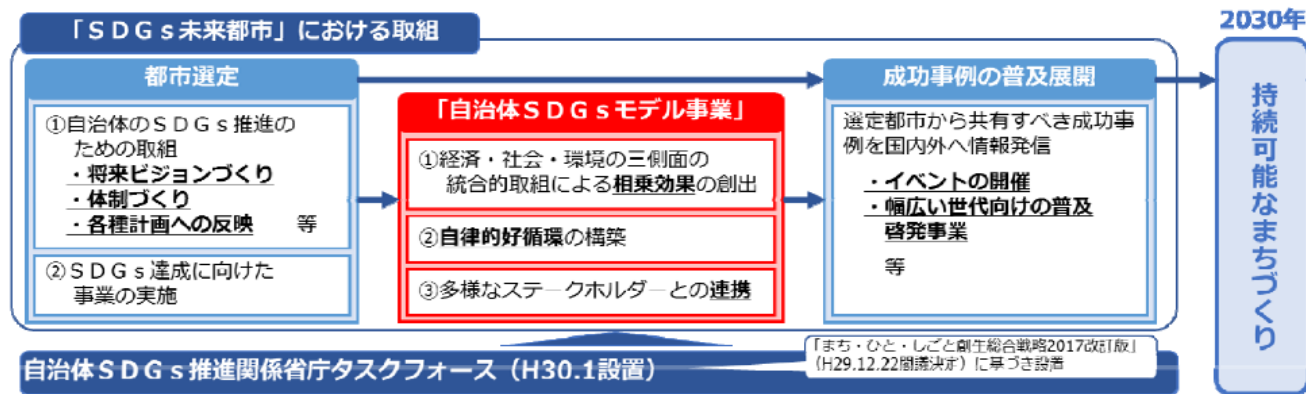 「ＳＤＧｓ未来都市」における取組
都市選定
①自治体のＳＤＧｓ推進の
ための取組
・将来ビジョンづくり
・体制づくり
・各種計画への反映　等
②ＳＤＧｓ達成に向けた
事業の実施
「自治体ＳＤＧｓモデル事業」
①経済・社会・環境の三側面の
統合的取組による相乗効果の創出
②自律的好循環の構築
③多様なステークホルダーとの連携
成功事例の普及展開
選定都市から共有すべき成功事
例を国内外へ情報発信
・イベントの開催
・幅広い世代向けの普及
啓発事業
等
2030年
持続可能なまちづくり
自治体ＳＤＧｓ推進関係省庁タスクフォース（H30.1設置）
「まち・ひと・しごと創生総合戦略2017改訂版」
（H29.12.22閣議決定）に基づき設置